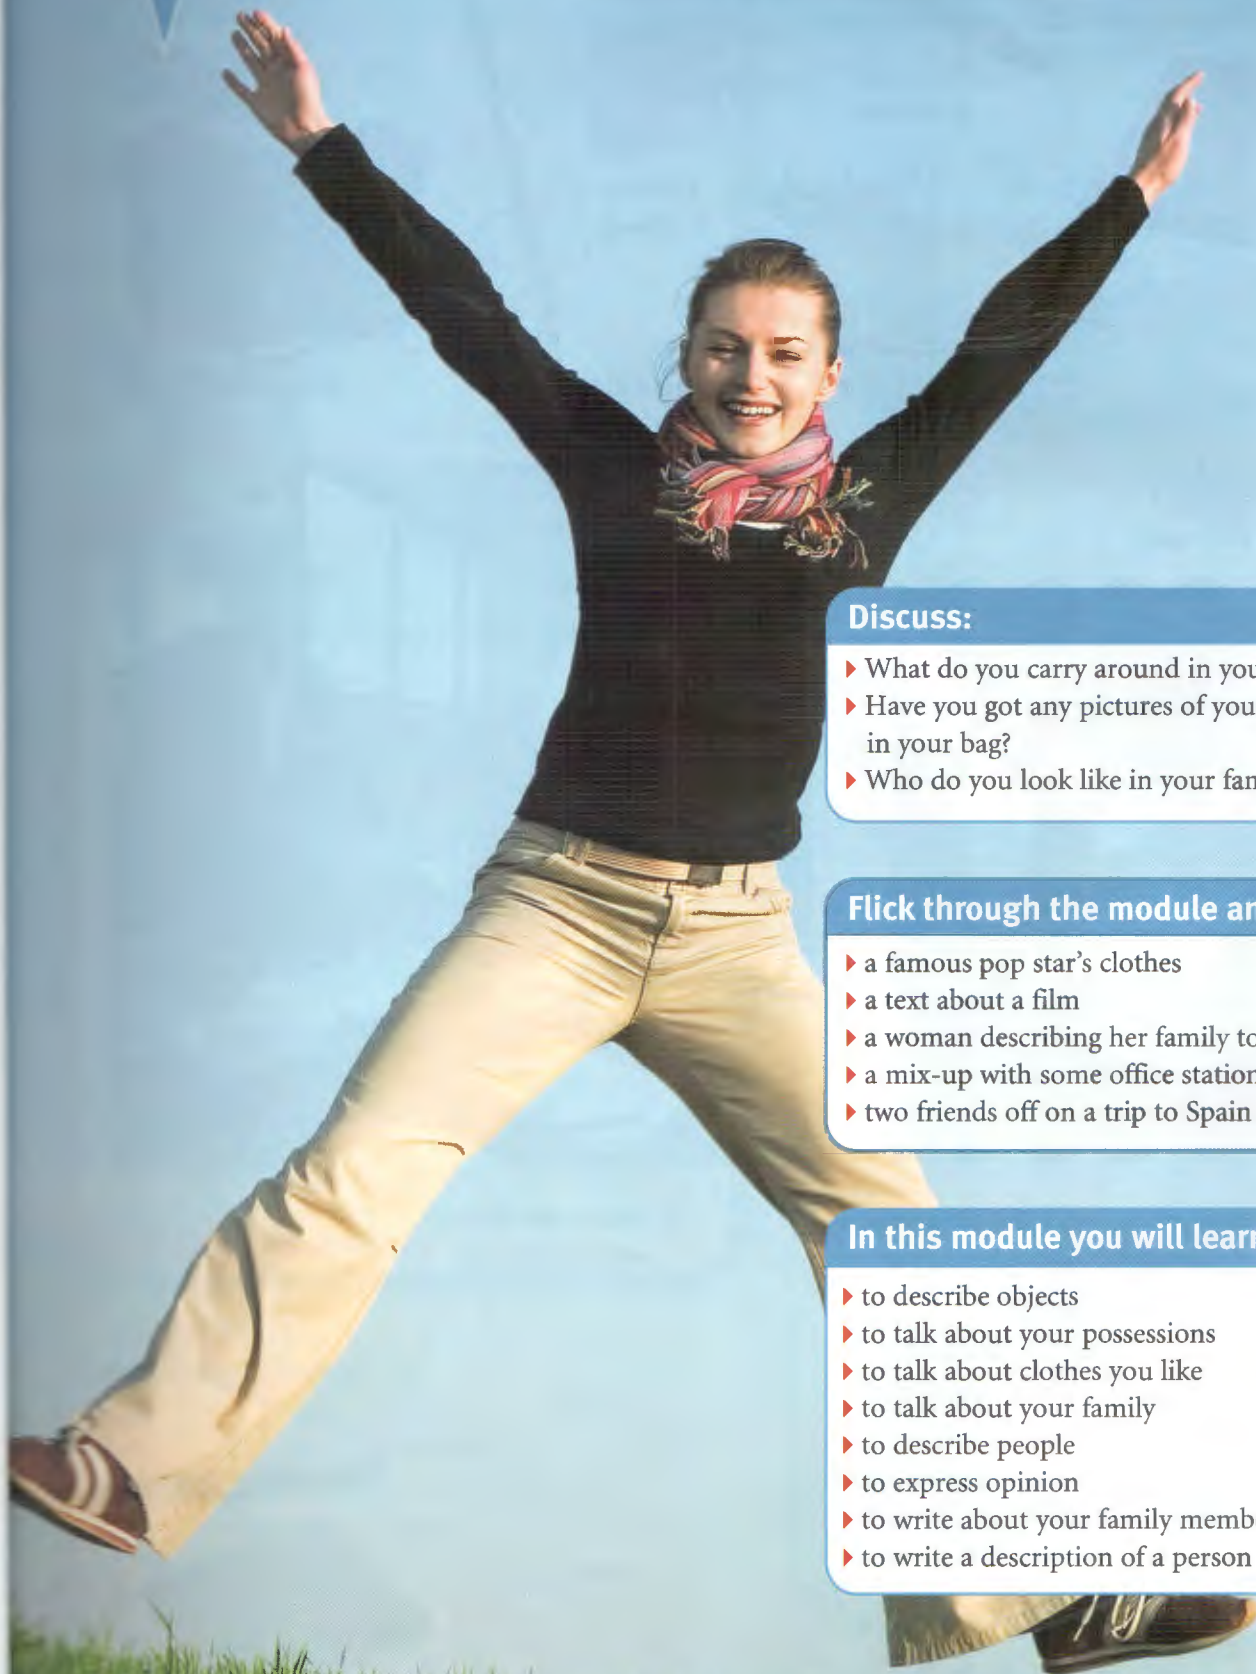 Discuss:
What do you carry around in you
Have you got any pictures of you
in your bag?
Who do you look like in your fan
Flick through the module an
a famous pop star's clothes
a text about a film
a woman describing her family to
a mix-up with some office station
two friends off on a trip to Spain
In this module you will learn
to describe objects
to talk about your possessions
to talk about clothes you like
to talk about your family
to describe people
to express opinion
to write about your family memb
to write a description of a person